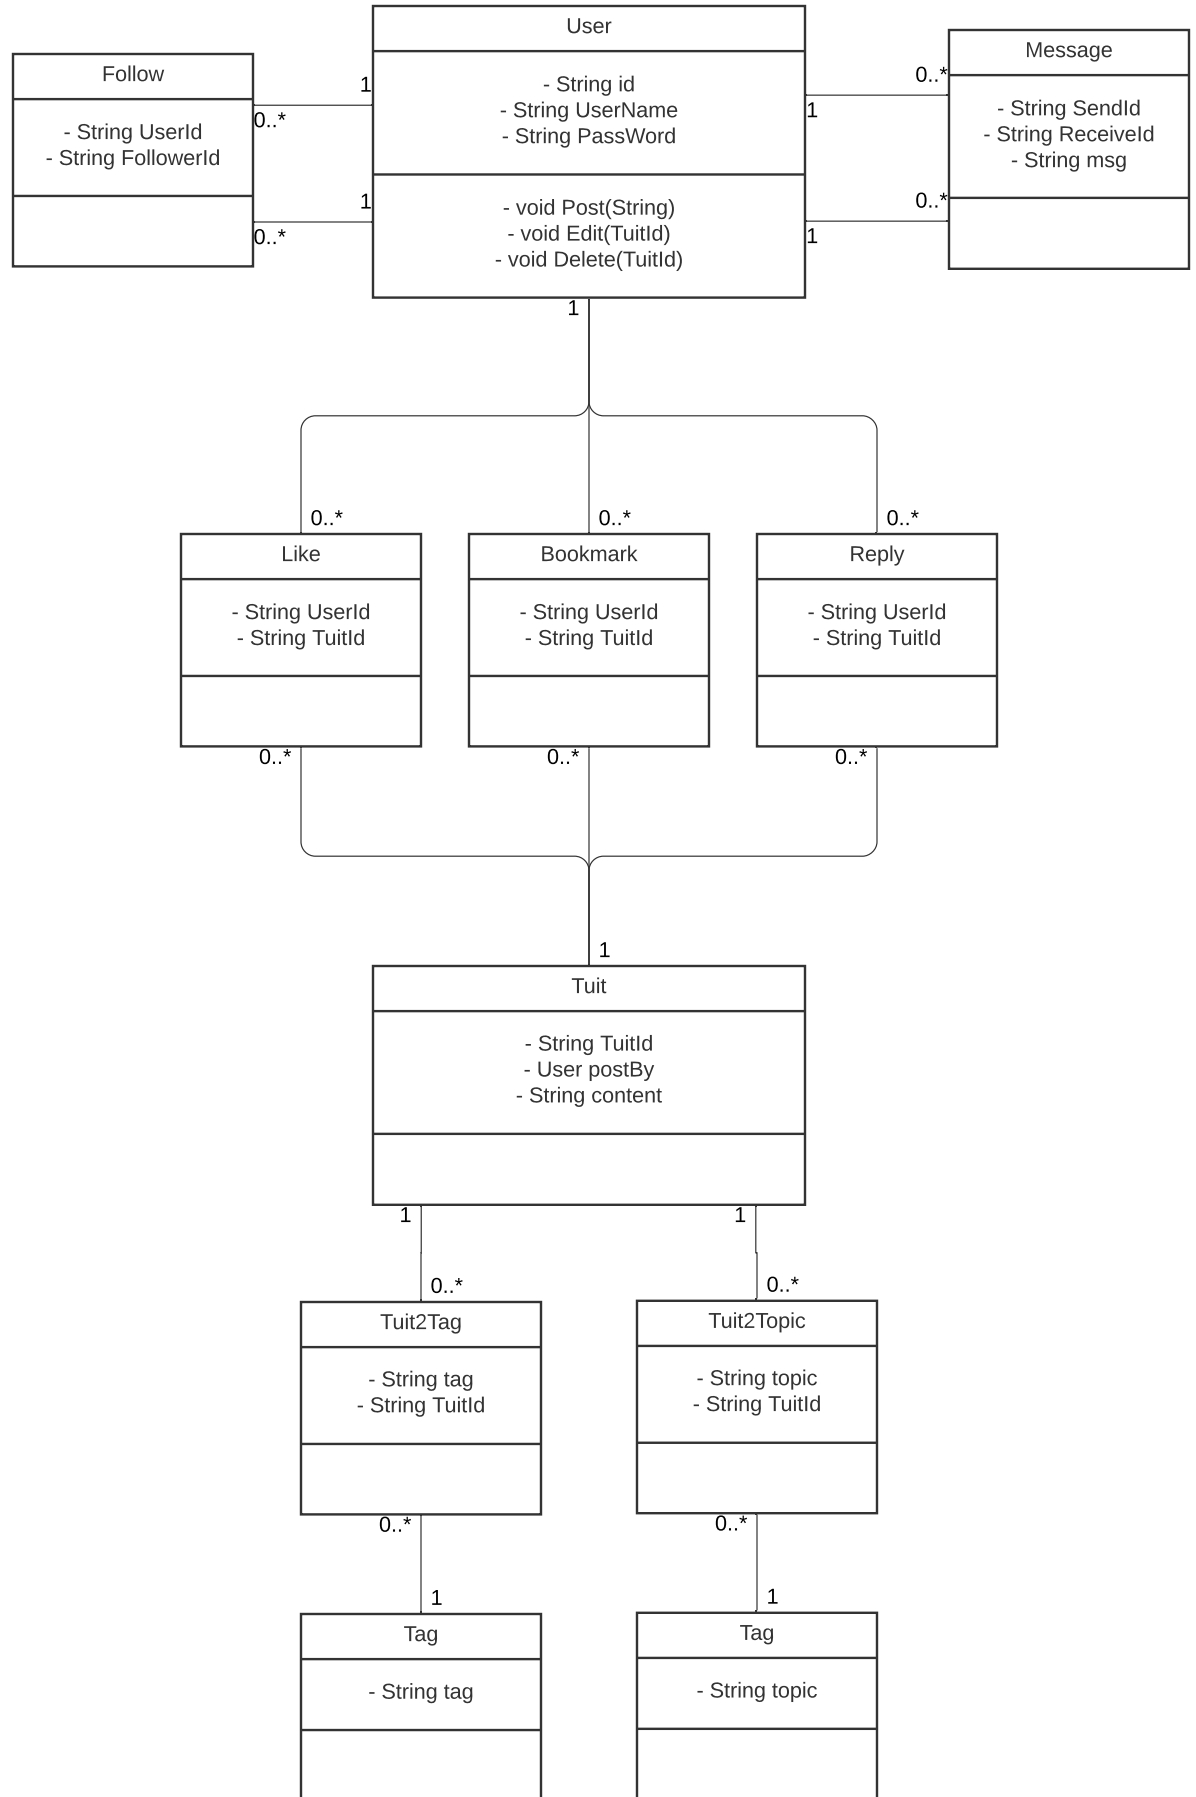 User
- String id
- String UserName
- String PassWord
- void Post(String)
- void Edit(TuitId)
- void Delete(TuitId)
Follow
- String UserId
- String FollowerId
1
0..*
1
0..*
Message
- String SendId
- String ReceiveId
- String msg
0..*
1
0..*
1
1
0..*
0..*
0..*
Like
- String UserId
- String TuitId
Bookmark
- String UserId
- String TuitId
Reply
- String UserId
- String TuitId
0..*
0..*
0..*
1
Tuit
- String TuitId
- User postBy
- String content
1
1
0..*
0..*
Tuit2Tag
- String tag
- String TuitId
Tuit2Topic
- String topic
- String TuitId
0..*
0..*
1
1
Tag
- String tag
Tag
- String topic